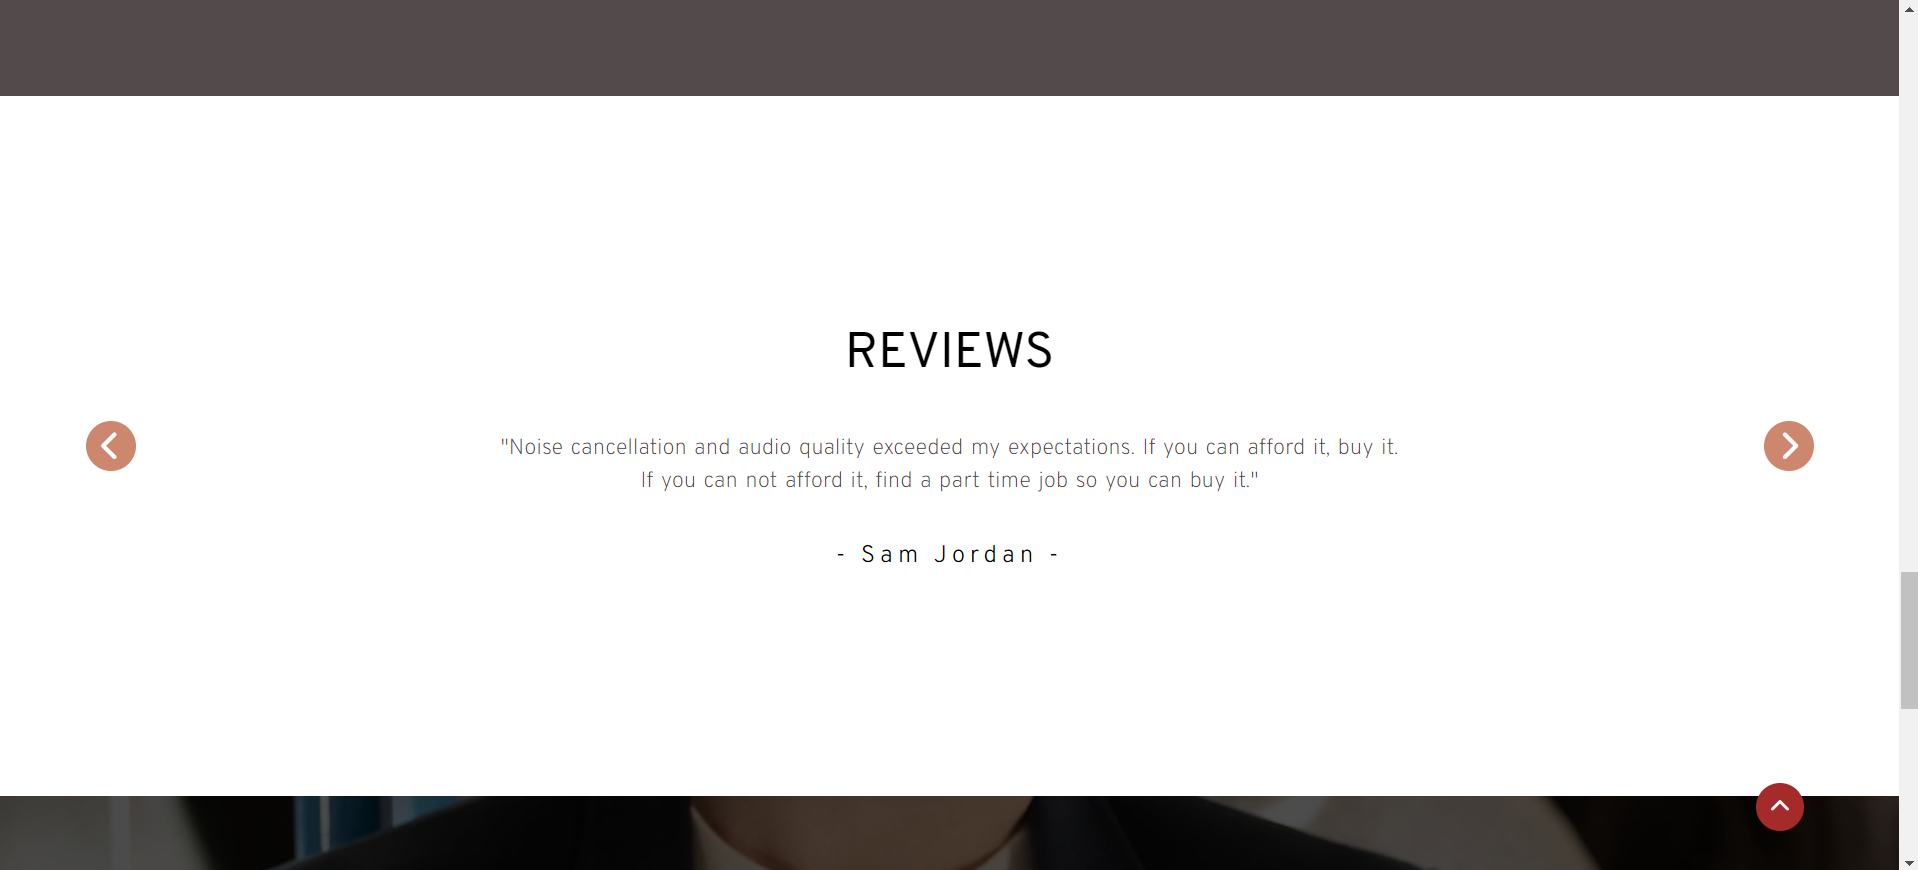 REVIEWS
"Noise cancellation and audio quality exceeded my expectations. If you can afford it, buy it.
If you can not afford it, find a part time job so you can buy it."
- Sam Jordan -